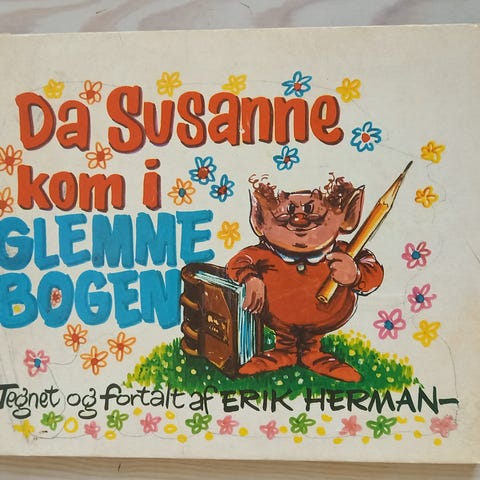 Da Susanne
kom i
GLEMME
BOGEN
Tegnet og fortalt af ERIK HERMAN-